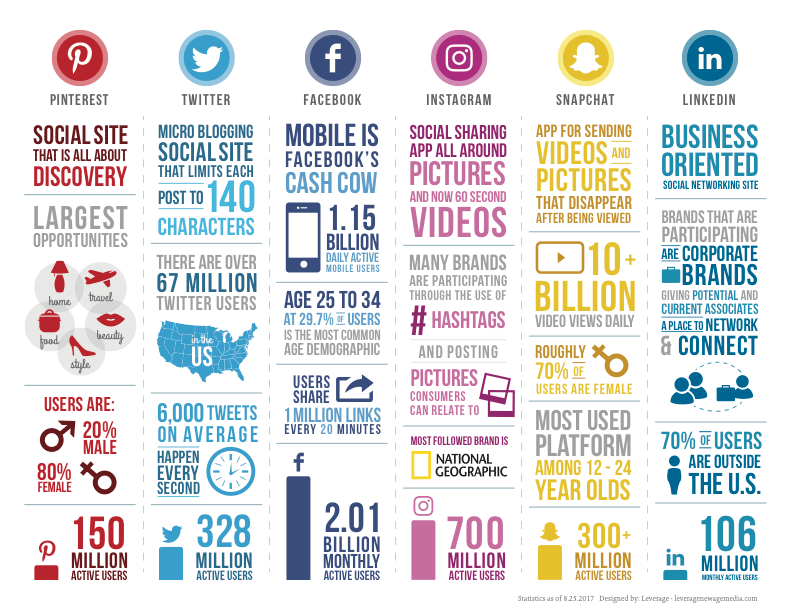 PINTEREST
SOCIAL SITE
THAT IS ALL ABOUT
DISCOVERY
LARGEST
OPPORTUNITIES
home
travel
food
beauty
style
USERS ARE:
20%
MALE
80%
FEMALE
150
MILLION
ACTIVE USERS
TWITTER
MICRO BLOGGING
SOCIAL SITE
THAT LIMITS EACH
POST TO 140
CHARACTERS
THERE ARE OVER
67 MILLION
TWITTER USERS
in the
US
6,000 TWEETS
ON AVERAGE
HAPPEN
EVERY
SECOND
328
MILLION
ACTIVE USERS
FACEBOOK
MOBILE IS
FACEBOOK'S
CASH COW
1.15
BILLION
DAILY ACTIVE
MOBILE USERS
AGE 25 TO 34
AT 29.7% OF USERS
IS THE MOST COMMON
AGE DEMOGRAPHIC
USERS
SHARE
1 MILLION LINKS
EVERY 20 MINUTES
2.01
BILLION
MONTHLY
ACTIVE USERS
INSTAGRAM
SOCIAL SHARING
APP ALL AROUND
PICTURES
AND NOW 60 SECOND
VIDEOS
MANY BRANDS
ARE PARTICIPATING
THROUGH THE USE OF
# HASHTAGS
AND POSTING
PICTURES
CONSUMERS
CAN RELATE TO
MOST FOLLOWED BRAND IS
NATIONAL
GEOGRAPHIC
700
MILLION
ACTIVE USERS
SNAPCHAT
APP FOR SENDING
VIDEOS AND
PICTURES
THAT DISAPPEAR
AFTER BEING VIEWED
10+
BILLION
VIDEO VIEWS DAILY
ROUGHLY
70% OF
USERS ARE FEMALE
MOST USED
PLATFORM
AMONG 12 - 24
YEAR OLDS
300+
MILLION
ACTIVE USERS
in
LINKEDIN
BUSINESS
ORIENTED
SOCIAL NETWORKING SITE
BRANDS THAT ARE
PARTICIPATING
ARE CORPORATE
BRANDS
GIVING POTENTIAL AND
CURRENT ASSOCIATES
A PLACE TO NETWORK
& CONNECT
70% OF USERS
ARE OUTSIDE
THE U.S.
in
106
MILLION
MONTHLY ACTIVE USERS
Statistics as of 8.25.2017 Designed by: Leverage - leveragenewagemedia.com